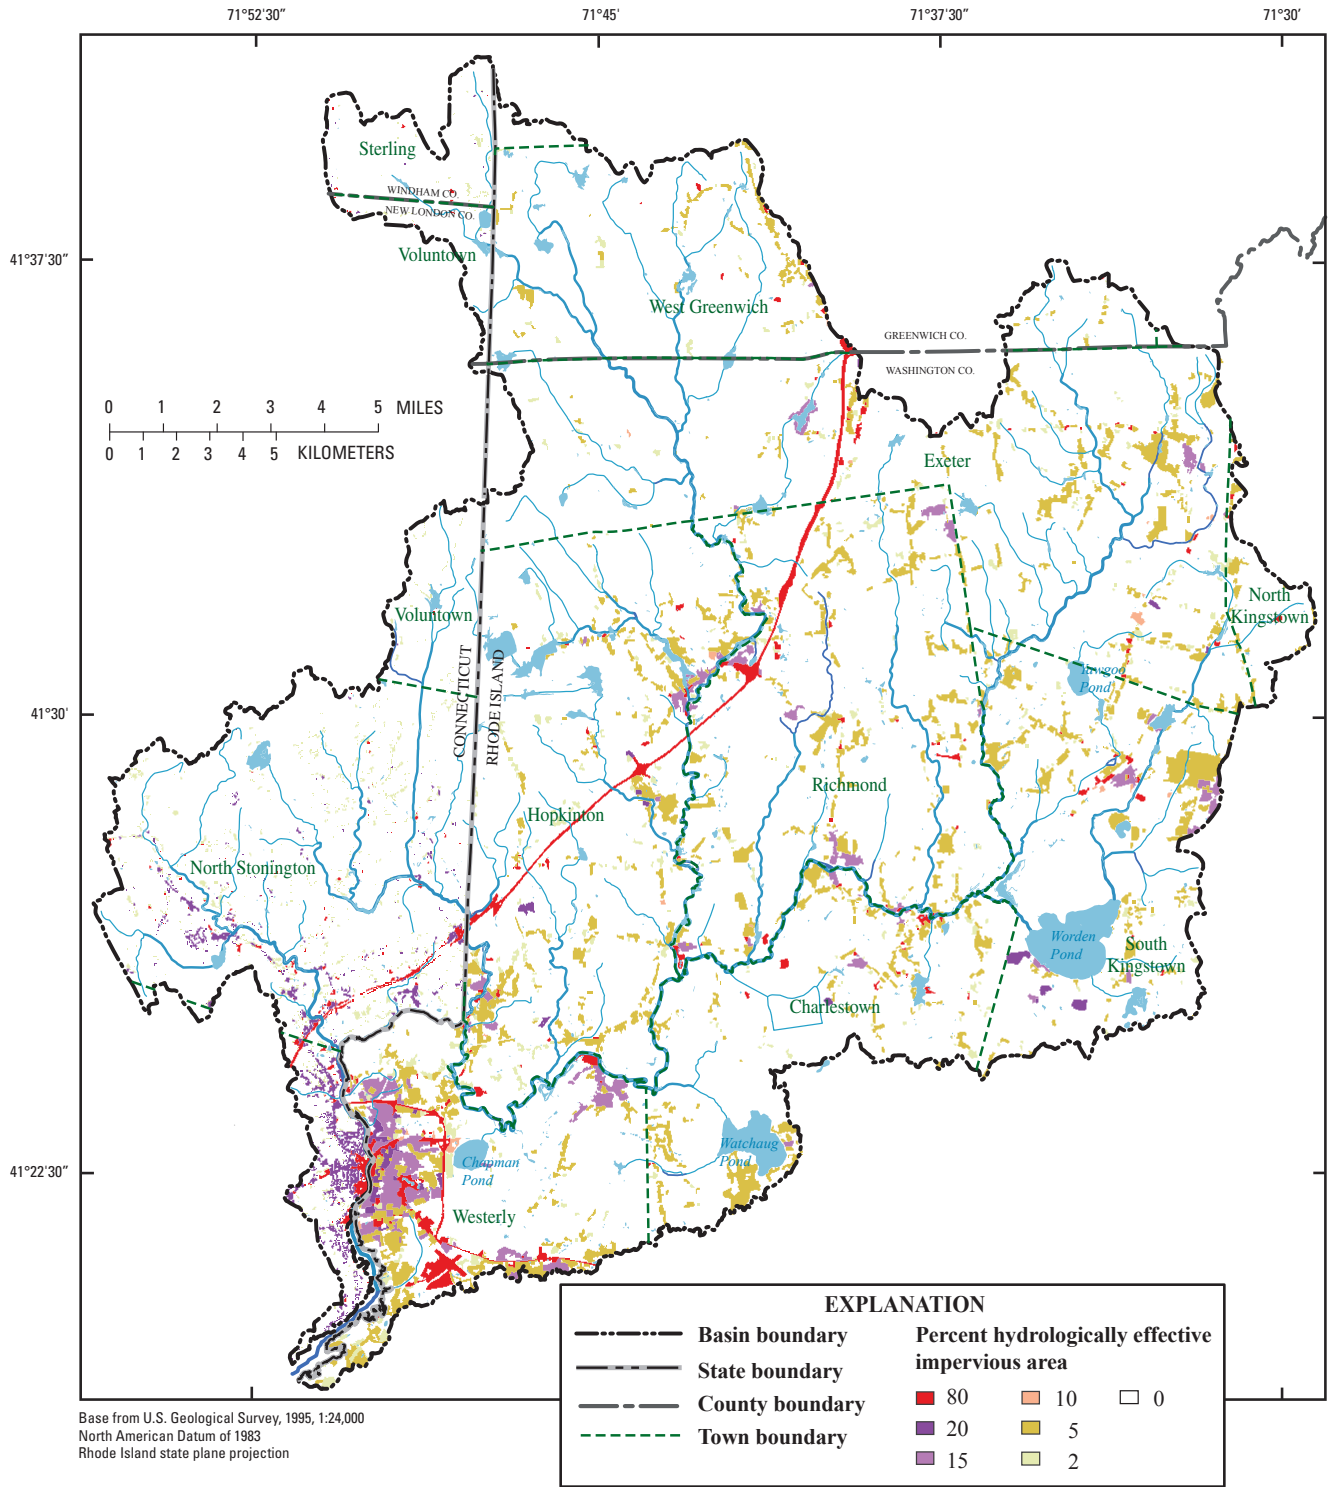 71°52'30” 71°45' 71°37'30” 71°30'
Sterling
WINDHAM CO.
NEW LONDON CO.
Voluntown
41°37'30”
West Greenwich
GREENWICH CO.
WASHINGTON CO.
0 1 2 3 4 5 MILES
0 1 2 3 4 5 KILOMETERS
Exeter
Voluntown
North
Kingstown
CONNECTICUT
RHODE ISLAND
Yawgoo
Pond
41°30'
Richmond
Hopkinton
North Stonington
Worden
Pond
South
Kingstown
Charlestown
Watchaug
Pond
Chapman
Pond
41°22'30”
Westerly
EXPLANATION
Basin boundary
State boundary
County boundary
Town boundary
Percent hydrologically effective
impervious area
80 10 0
20 5
15 2
Base from U.S. Geological Survey, 1995, 1:24,000
North American Datum of 1983
Rhode Island state plane projection